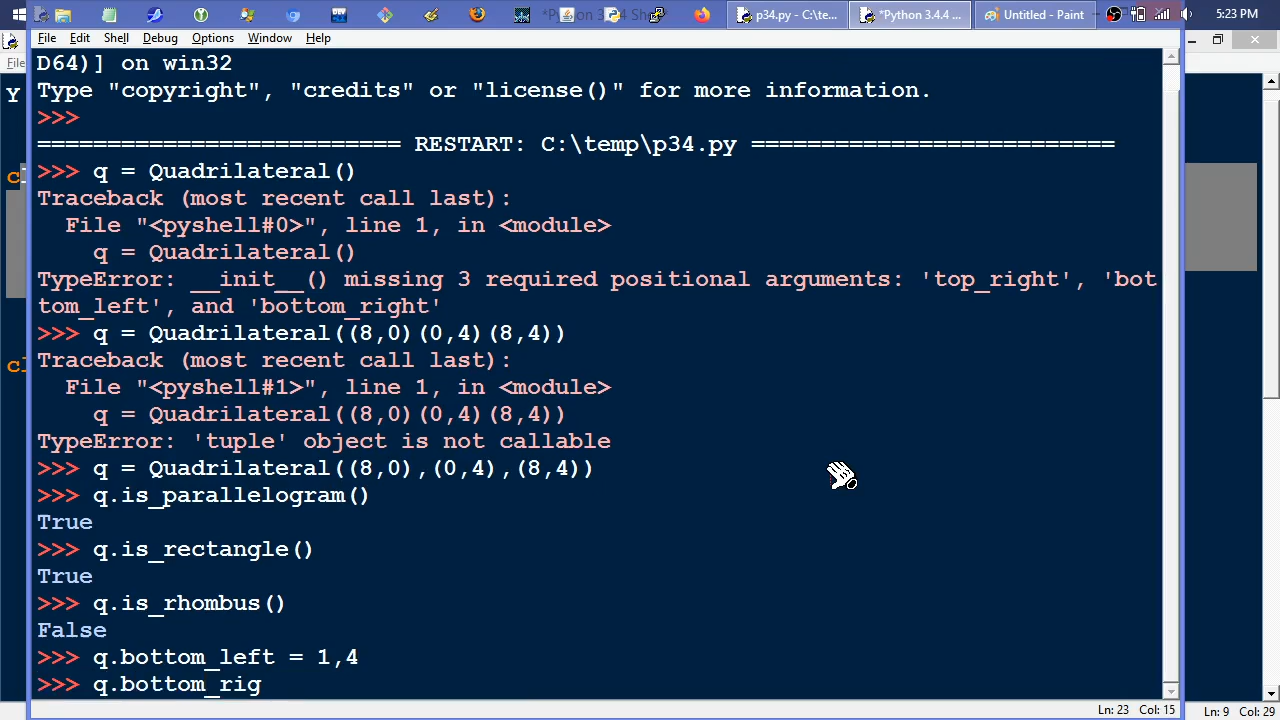 *Python 3.4.4 Sh
p34.py - C:\te...
*Python 3.4.4 ...
Untitled - Paint
5:23 PM
File Edit Shell Debug Options Window Help
File
D64)] on win32
Type "copyright", "credits" or "license()" for more information.
>>>
========================== RESTART: C:\temp\p34.py ==========================
>>> q = Quadrilateral()
Traceback (most recent call last):
File "<pyshell#0>", line 1, in <module>
q = Quadrilateral()
TypeError: __init__() missing 3 required positional arguments: 'top_right', 'bot
tom_left', and 'bottom_right'
>>> q = Quadrilateral((8,0)(0,4)(8,4))
Traceback (most recent call last):
File "<pyshell#1>", line 1, in <module>
q = Quadrilateral((8,0)(0,4)(8,4))
TypeError: 'tuple' object is not callable
>>> q = Quadrilateral((8,0),(0,4),(8,4))
>>> q.is_parallelogram()
True
>>> q.is_rectangle()
True
>>> q.is_rhombus()
False
>>> q.bottom_left = 1,4
>>> q.bottom_rig
Ln: 23 Col: 15
Ln: 9 Col: 29